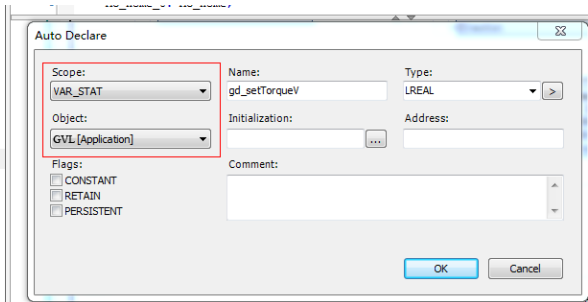 Auto Declare
Scope: Name: Type:
VAR_STAT gd_setTorqueV LREAL >
Object: Initialization: Address:
GVL [Application] ...
Flags: Comment:
CONSTANT
RETAIN
PERSISTENT
OK Cancel